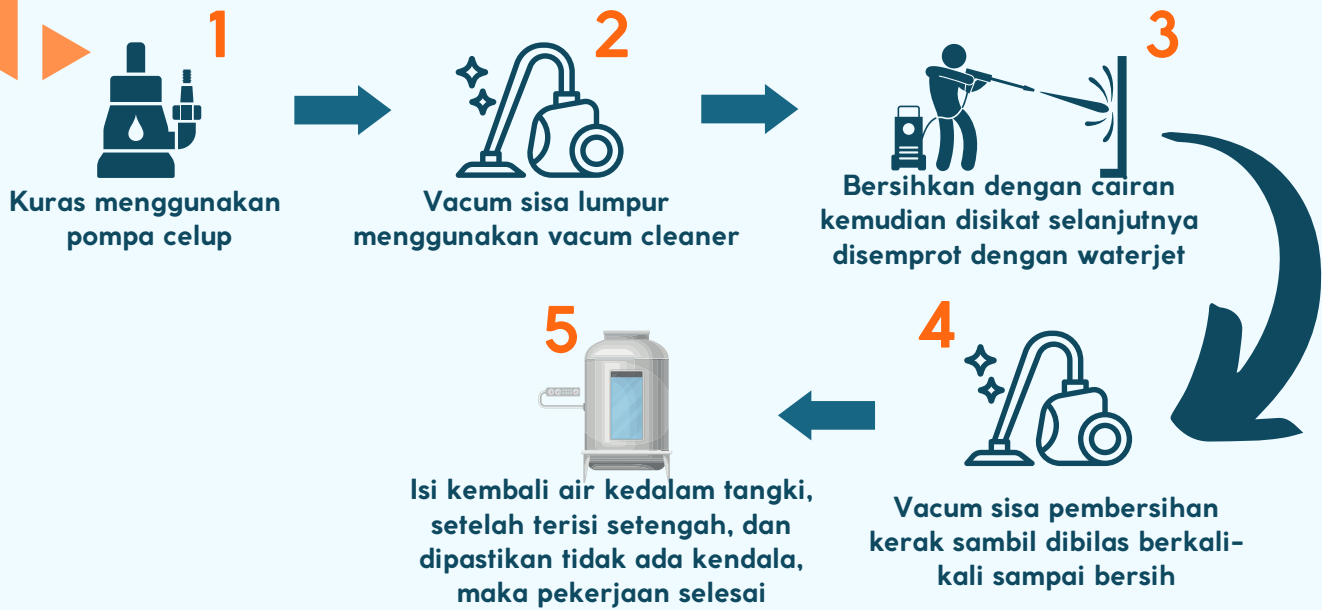 1
Kuras menggunakan
pompa celup
2
Vacum sisa lumpur
menggunakan vacum cleaner
3
Bersihkan dengan cairan
kemudian disikat selanjutnya
disemprot dengan waterjet
4
Vacum sisa pembersihan
kerak sambil dibilas berkali-
kali sampai bersih
5
Isi kembali air kedalam tangki,
setelah terisi setengah, dan
dipastikan tidak ada kendala,
maka pekerjaan selesai